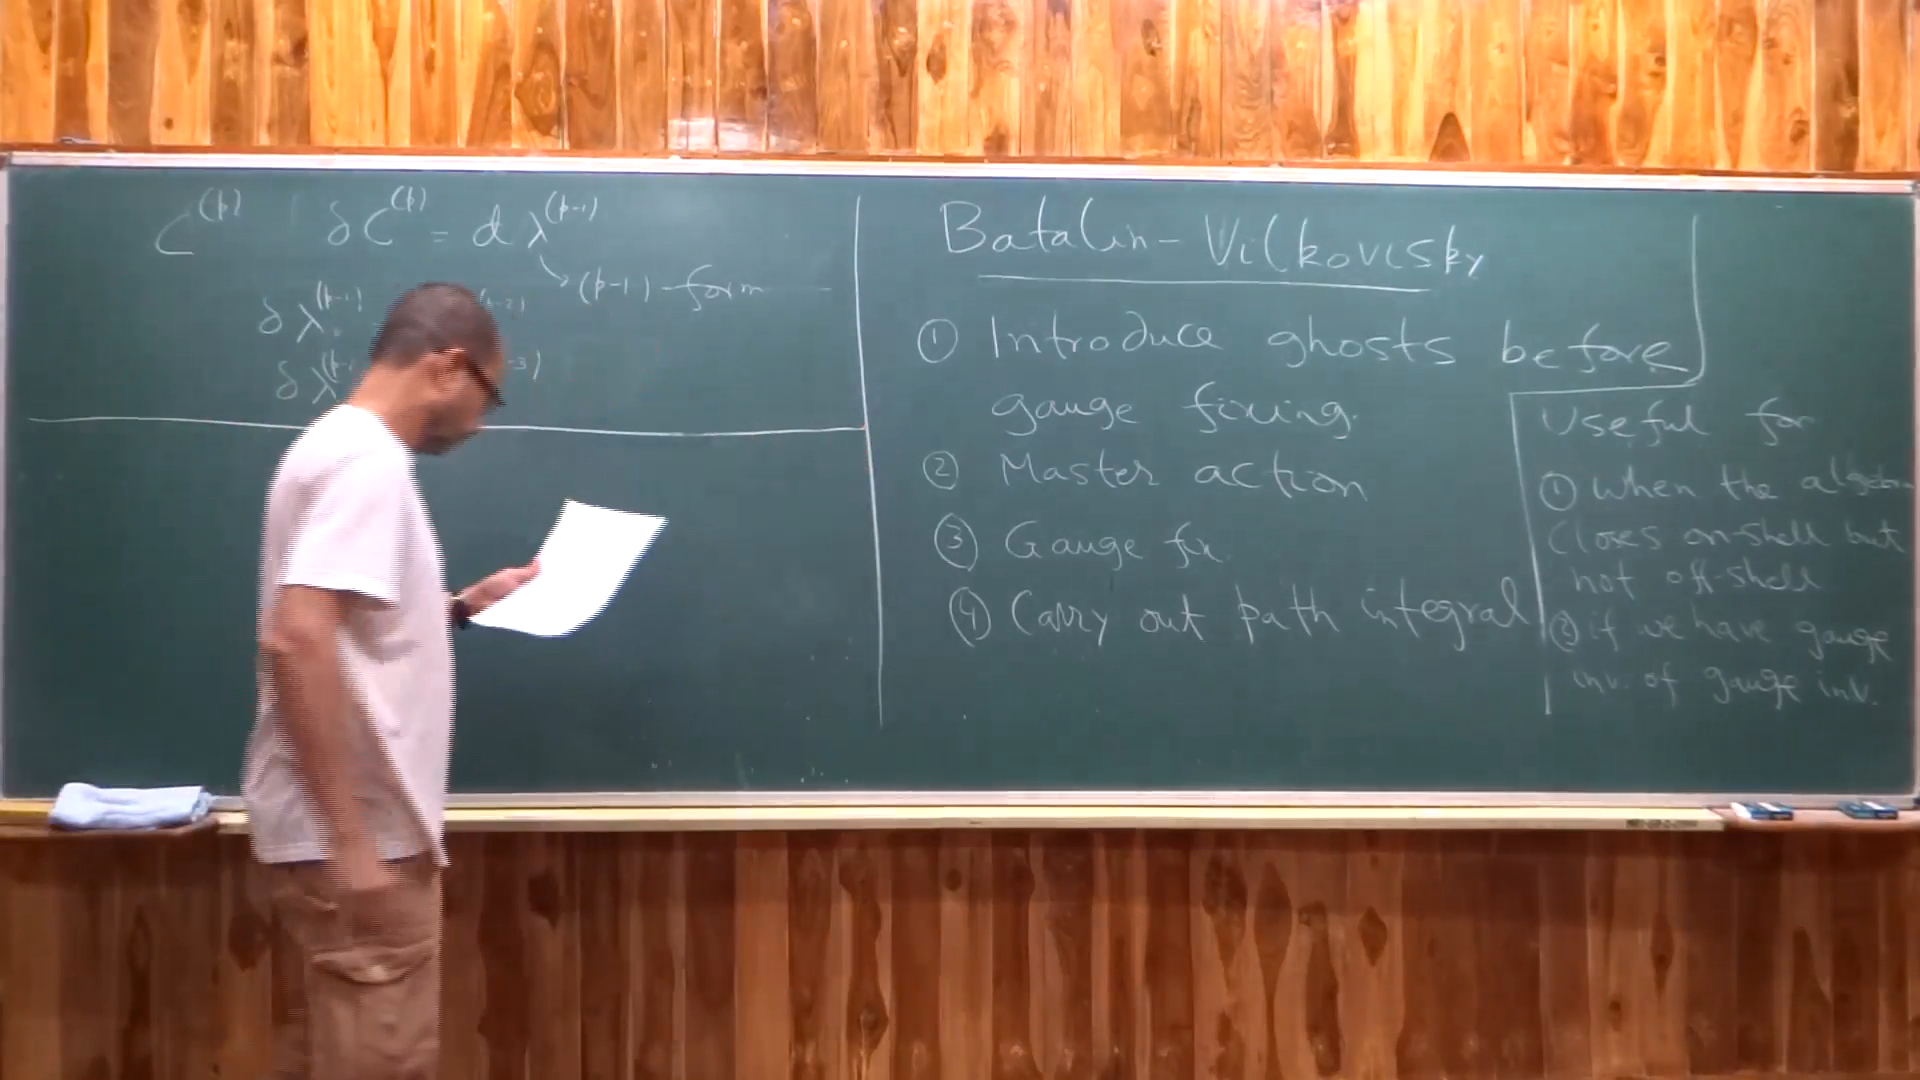 C^(p) δC^(p) = d λ^(p-1)
(p-1)-form
δλ^(p-1)
δλ
Batalin-Vilkovisky
① Introduce ghosts before
gauge fixing.
② Master action
③ Gauge fix
④ Carry out path integral
Useful for
① When the algebra
closes on-shell but
not off-shell
② if we have gauge
inv. of gauge inv.